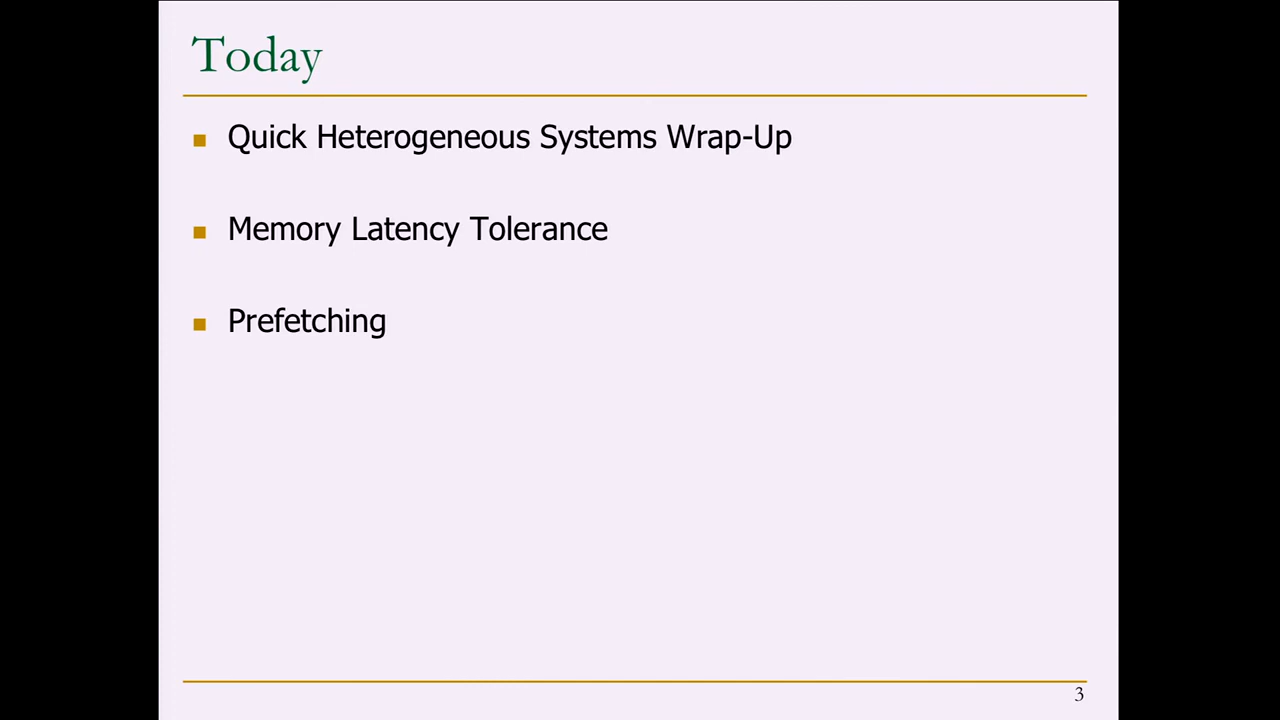 Today
Quick Heterogeneous Systems Wrap-Up
Memory Latency Tolerance
Prefetching
3